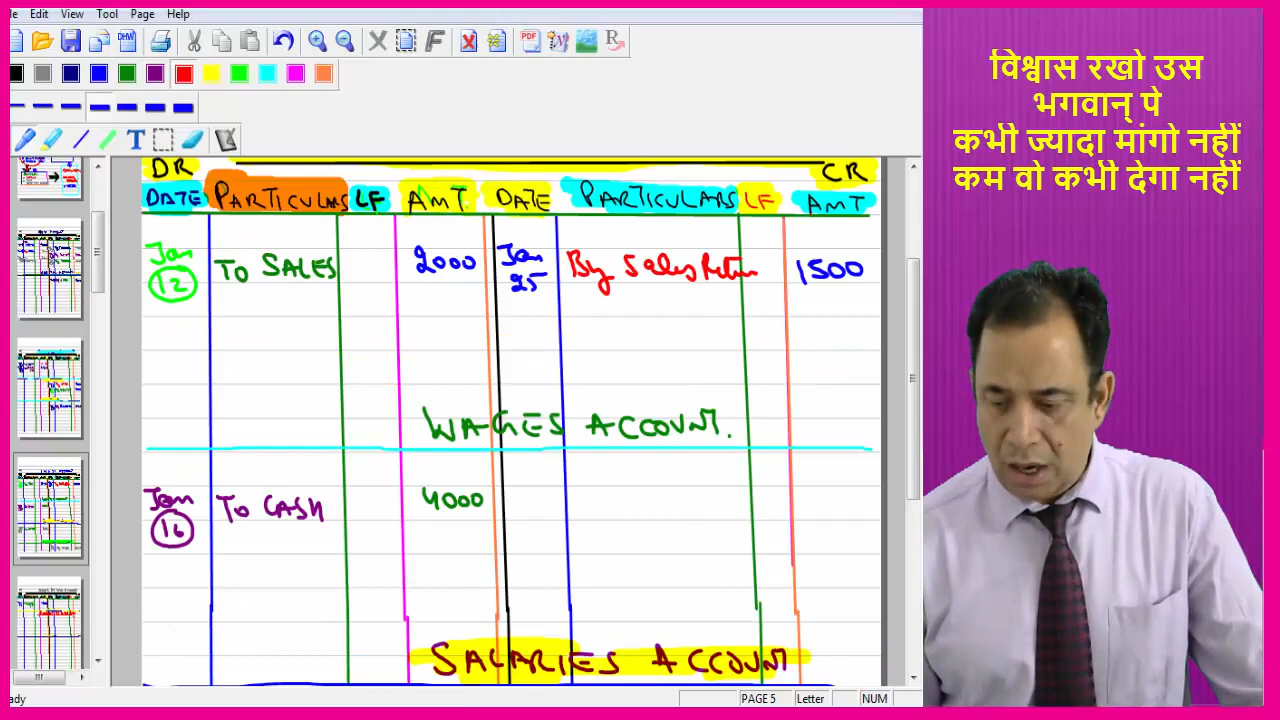 Edit View Tool Page Help
DR CR
DATE PARTICULARS LF AMT. DATE PARTICULARS LF AMT
Jan 12 To SALES 2000 Jan 25 By Sales Return 1500
WAGES ACCOUNT.
Jan 16 To CASH 4000
SALARIES ACCOUNT
PAGE 5 Letter NUM
विश्वास रखो उस
भगवान् पे
कभी ज्यादा मांगो नहीं
कम वो कभी देगा नहीं